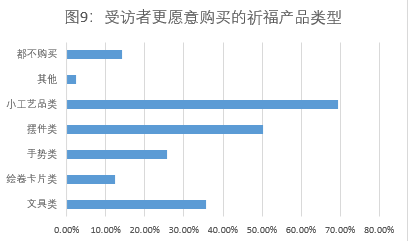 图9：受访者更愿意购买的祈福产品类型
都不购买
其他
小工艺品类
摆件类
手势类
绘卷卡片类
文具类
0.00% 10.00% 20.00% 30.00% 40.00% 50.00% 60.00% 70.00% 80.00%